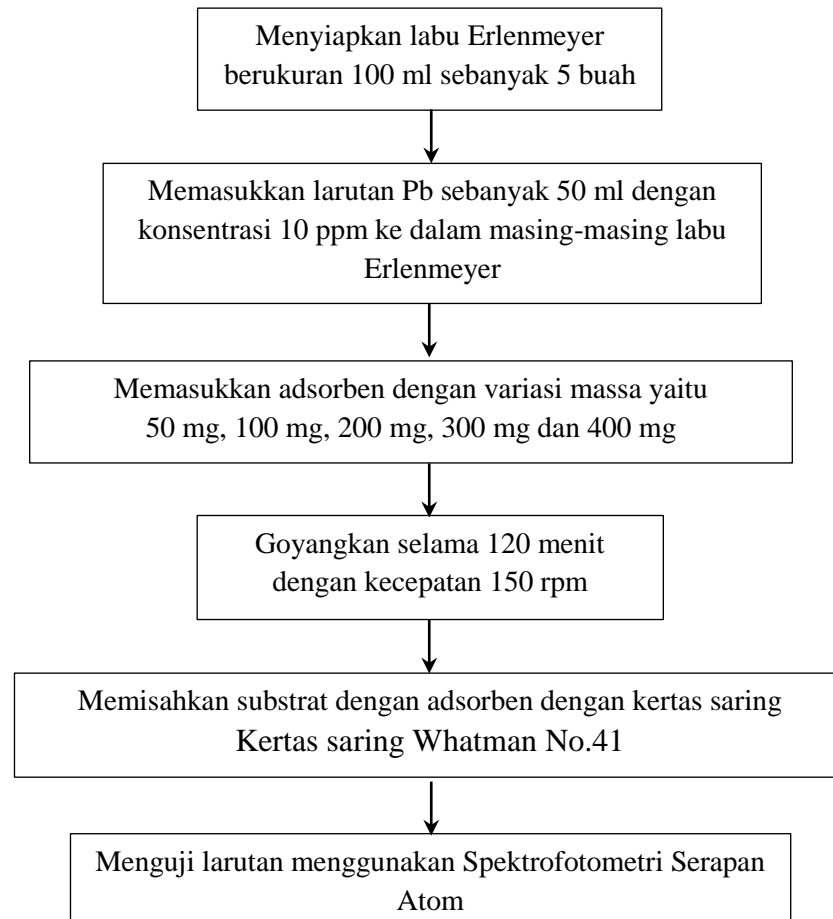 Menyiapkan labu Erlenmeyer
berukuran 100 ml sebanyak 5 buah
Memasukkan larutan Pb sebanyak 50 ml dengan
konsentrasi 10 ppm ke dalam masing-masing labu
Erlenmeyer
Memasukkan adsorben dengan variasi massa yaitu
50 mg, 100 mg, 200 mg, 300 mg dan 400 mg
Goyangkan selama 120 menit
dengan kecepatan 150 rpm
Memisahkan substrat dengan adsorben dengan kertas saring
Kertas saring Whatman No.41
Menguji larutan menggunakan Spektrofotometri Serapan
Atom